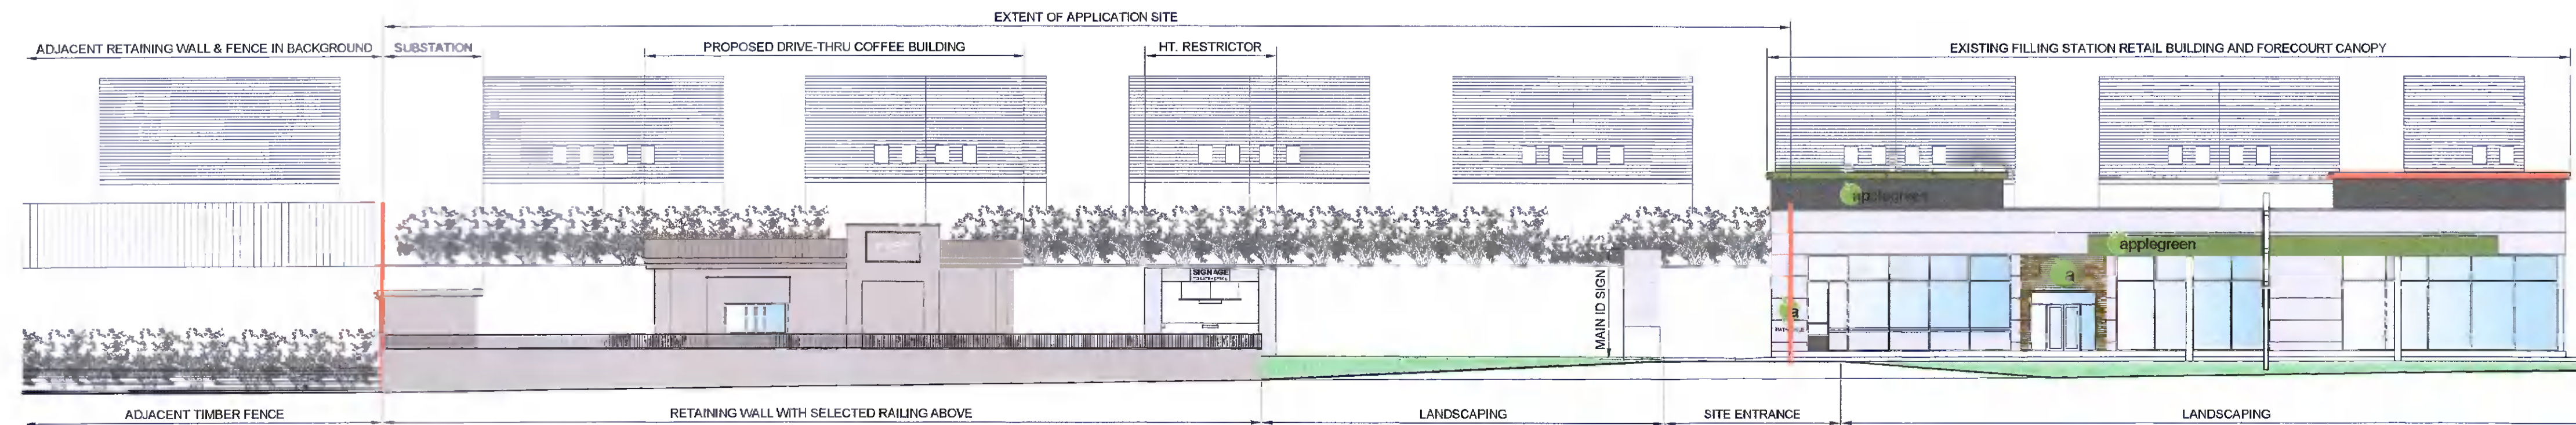 EXTENT OF APPLICATION SITE
ADJACENT RETAINING WALL & FENCE IN BACKGROUND
SUBSTATION
PROPOSED DRIVE-THRU COFFEE BUILDING
HT. RESTRICTOR
EXISTING FILLING STATION RETAIL BUILDING AND FORECOURT CANOPY
applegreen
applegreen
SIGNAGE
MAIN ID SIGN
a
a
ADJACENT TIMBER FENCE
RETAINING WALL WITH SELECTED RAILING ABOVE
LANDSCAPING
SITE ENTRANCE
LANDSCAPING